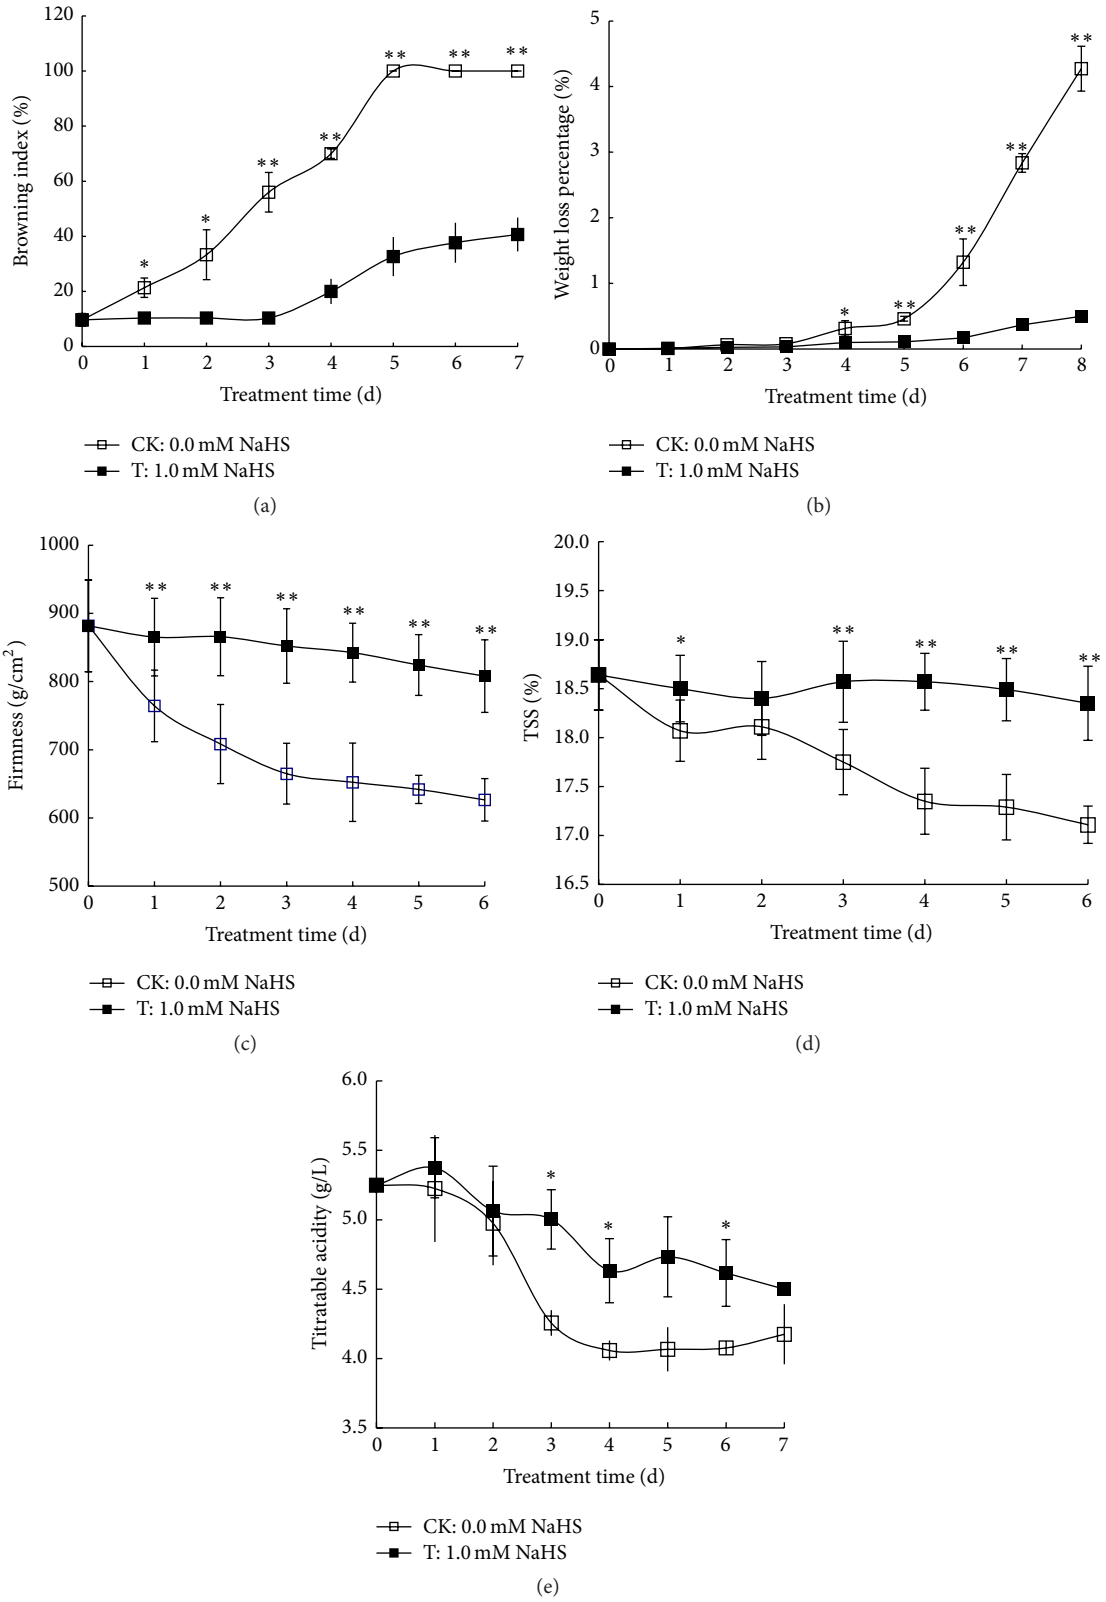 120
100
80
60
40
20
0
Browning index (%)
*
*
**
**
**
**
**
0 1 2 3 4 5 6 7
Treatment time (d)
CK: 0.0 mM NaHS
T: 1.0 mM NaHS
(a)
5
4
3
2
1
0
Weight loss percentage (%)
*
**
**
**
**
0 1 2 3 4 5 6 7 8
Treatment time (d)
CK: 0.0 mM NaHS
T: 1.0 mM NaHS
(b)
1000
900
800
700
600
500
Firmness (g/cm²)
** ** ** ** ** **
0 1 2 3 4 5 6
Treatment time (d)
CK: 0.0 mM NaHS
T: 1.0 mM NaHS
(c)
20.0
19.5
19.0
18.5
18.0
17.5
17.0
16.5
TSS (%)
* ** ** ** **
0 1 2 3 4 5 6
Treatment time (d)
CK: 0.0 mM NaHS
T: 1.0 mM NaHS
(d)
6.0
5.5
5.0
4.5
4.0
3.5
Titratable acidity (g/L)
* * *
0 1 2 3 4 5 6 7
Treatment time (d)
CK: 0.0 mM NaHS
T: 1.0 mM NaHS
(e)